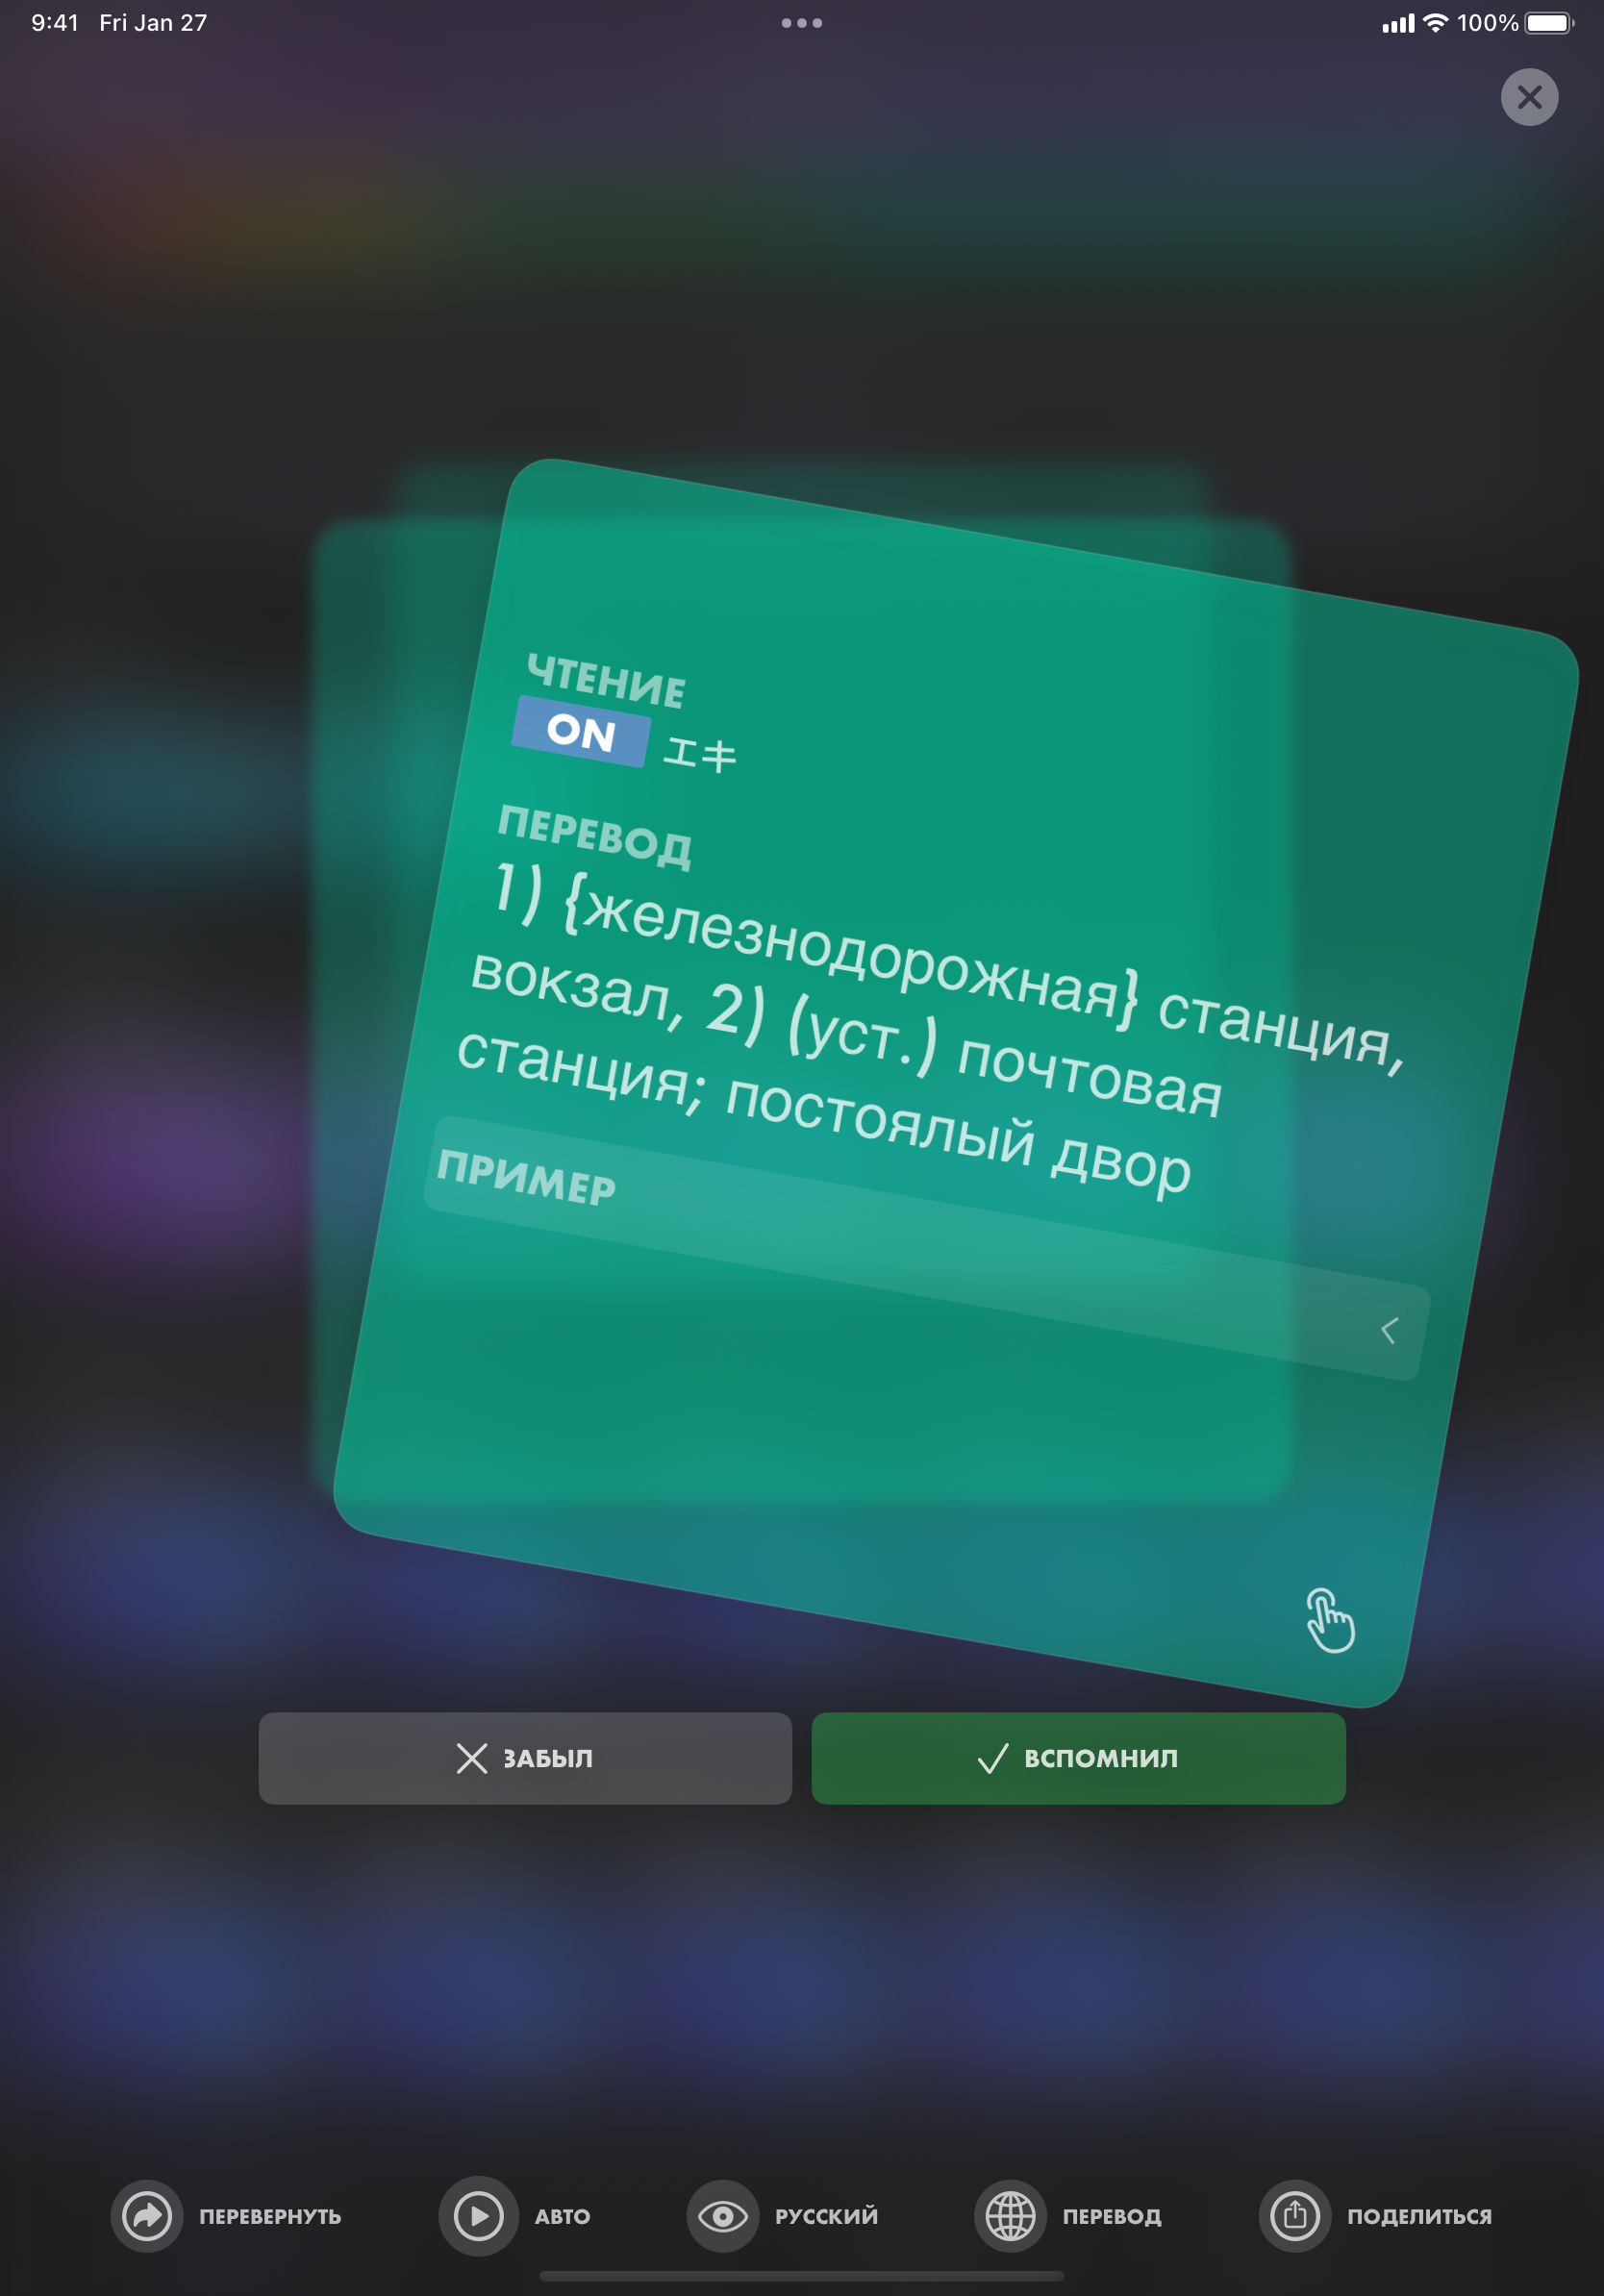 9:41 Fri Jan 27 100%
ЧТЕНИЕ
ON エキ
ПЕРЕВОД
1) {железнодорожная} станция,
вокзал, 2) (уст.) почтовая
станция; постоялый двор
ПРИМЕР
ЗАБЫЛ ВСПОМНИЛ
ПЕРЕВЕРНУТЬ АВТО РУССКИЙ ПЕРЕВОД ПОДЕЛИТЬСЯ